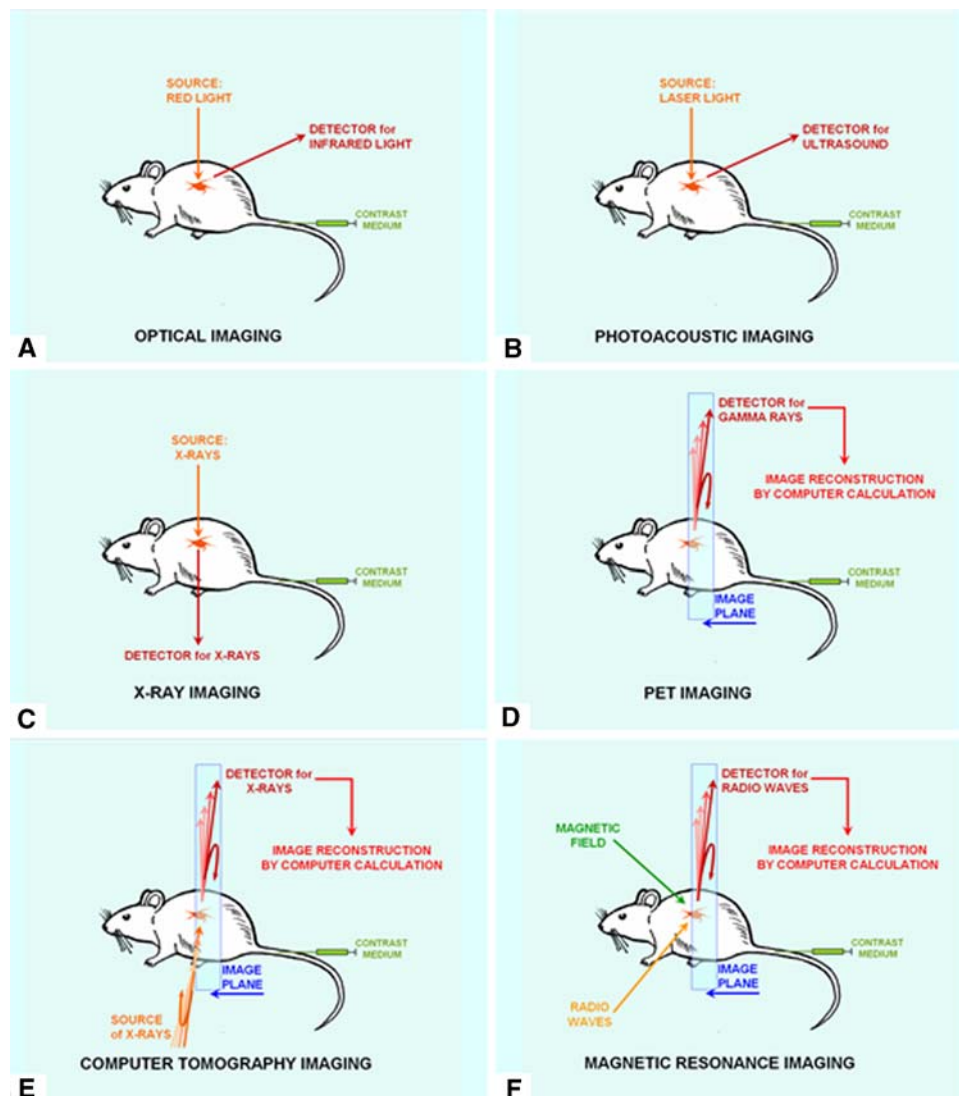 SOURCE:
RED LIGHT
DETECTOR for
INFRARED LIGHT
CONTRAST
MEDIUM
OPTICAL IMAGING
A
SOURCE:
LASER LIGHT
DETECTOR for
ULTRASOUND
CONTRAST
MEDIUM
PHOTOACOUSTIC IMAGING
B
SOURCE:
X-RAYS
CONTRAST
MEDIUM
DETECTOR for X-RAYS
X-RAY IMAGING
C
DETECTOR for
GAMMA RAYS
IMAGE RECONSTRUCTION
BY COMPUTER CALCULATION
CONTRAST
MEDIUM
IMAGE
PLANE
PET IMAGING
D
DETECTOR for
X-RAYS
IMAGE RECONSTRUCTION
BY COMPUTER CALCULATION
CONTRAST
MEDIUM
IMAGE
PLANE
SOURCE
of X-RAYS
COMPUTER TOMOGRAPHY IMAGING
E
DETECTOR for
RADIO WAVES
MAGNETIC
FIELD
IMAGE RECONSTRUCTION
BY COMPUTER CALCULATION
CONTRAST
MEDIUM
IMAGE
PLANE
RADIO
WAVES
MAGNETIC RESONANCE IMAGING
F